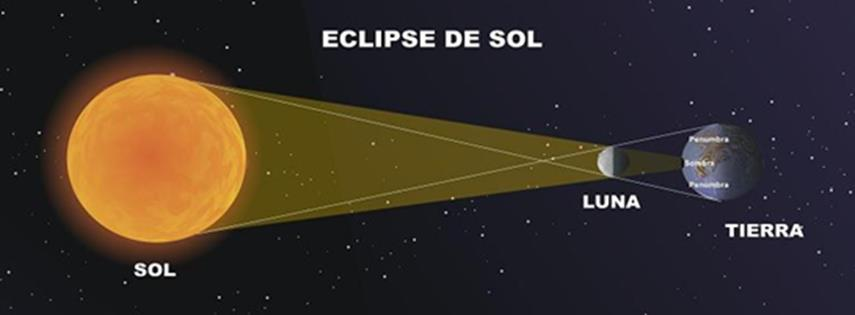 ECLIPSE DE SOL
Penumbra
Sombra
Penumbra
LUNA
TIERRA
SOL